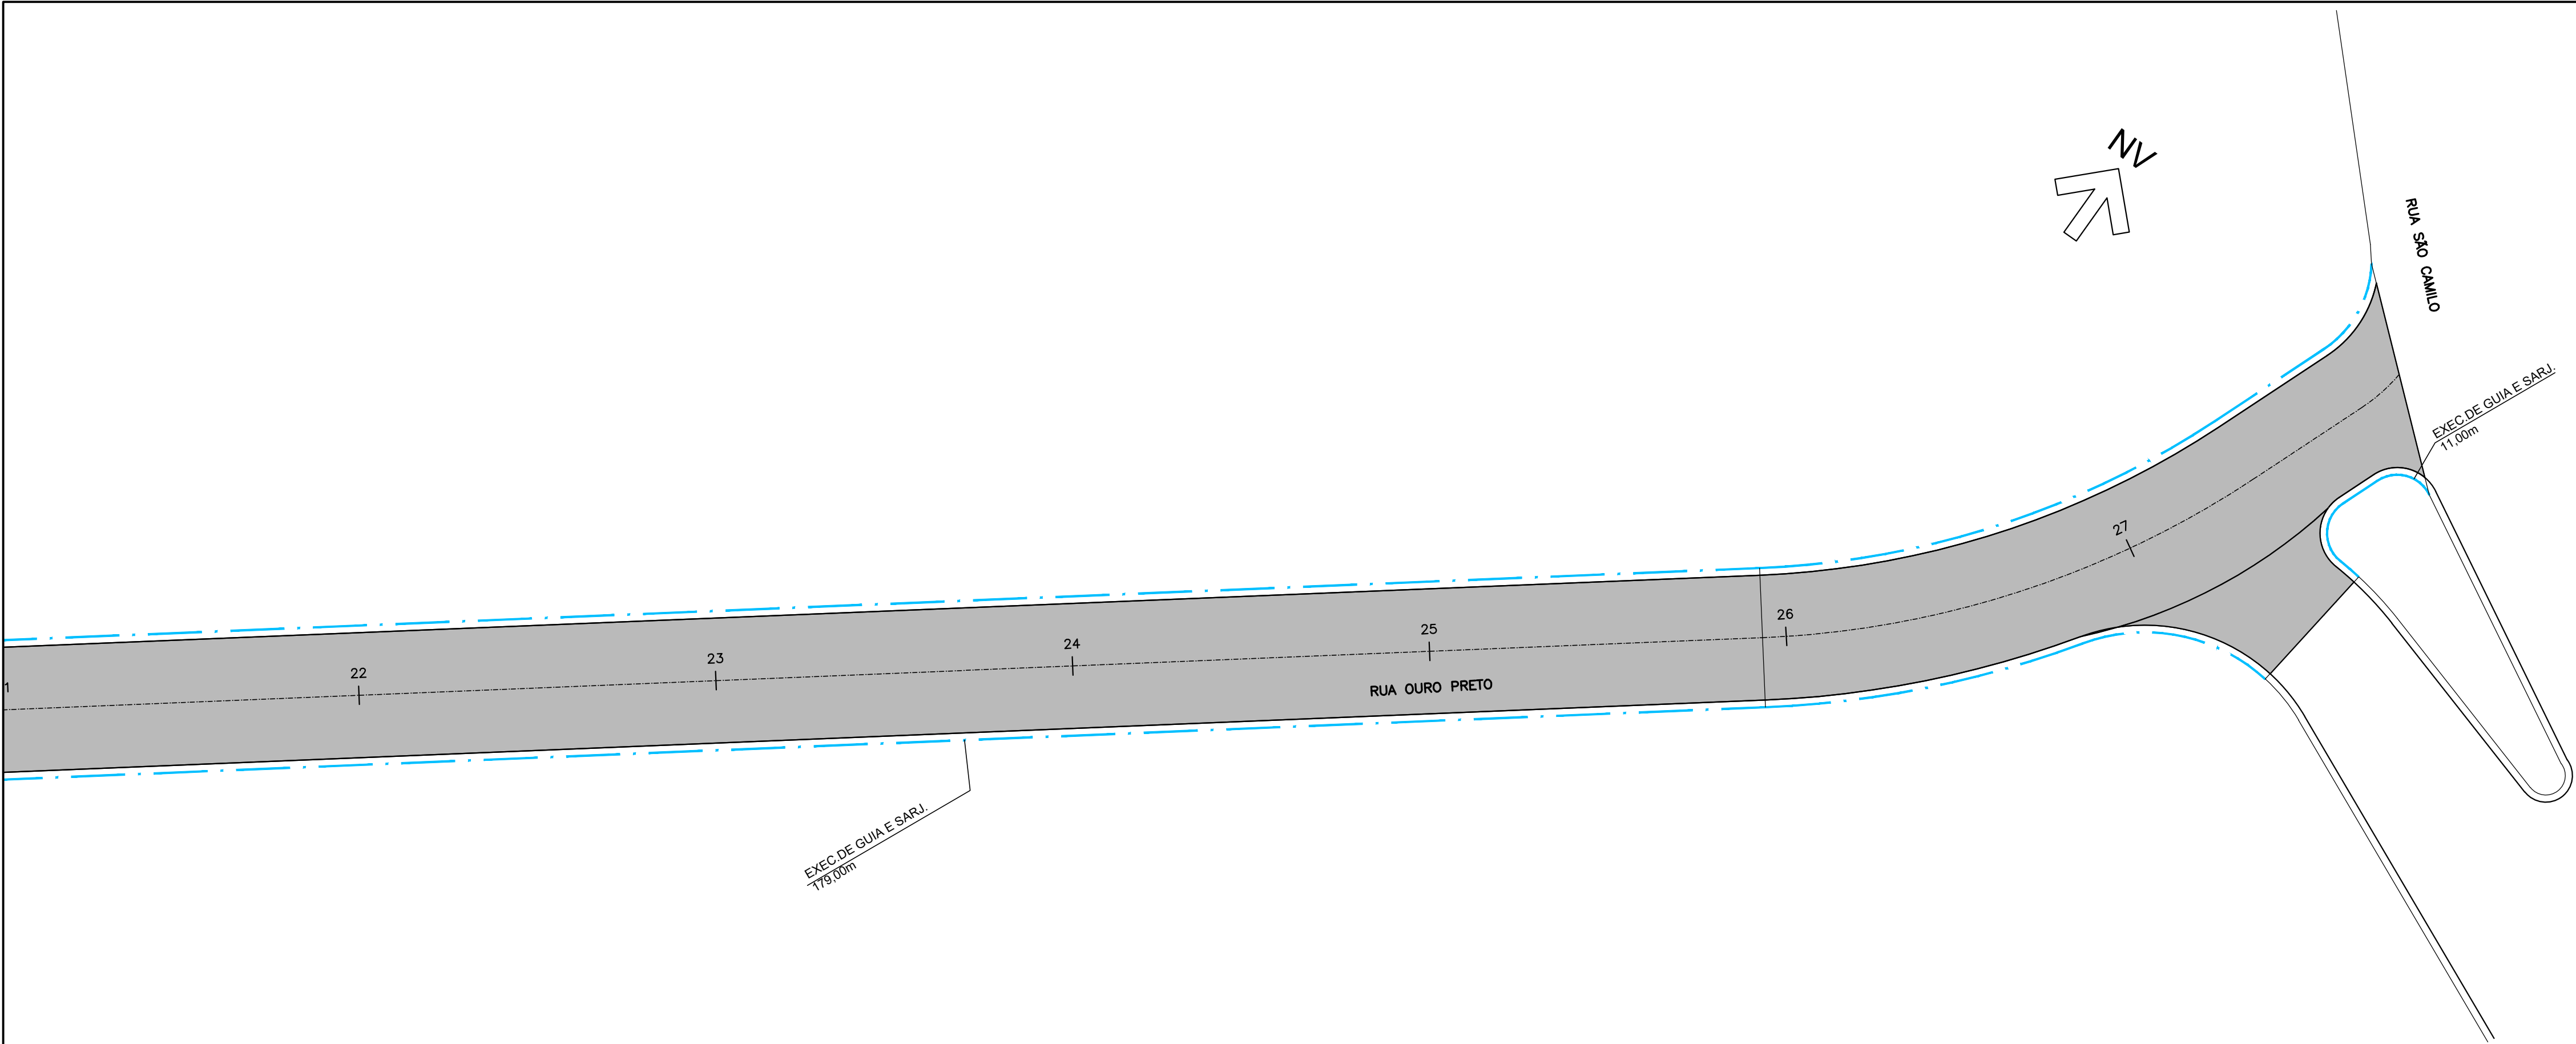 NV
RUA SÃO CAMILO
EXEC.DE GUIA E SARJ.
11,00m
27
26
25
24
23
22
1
RUA OURO PRETO
EXEC.DE GUIA E SARJ.
179,00m